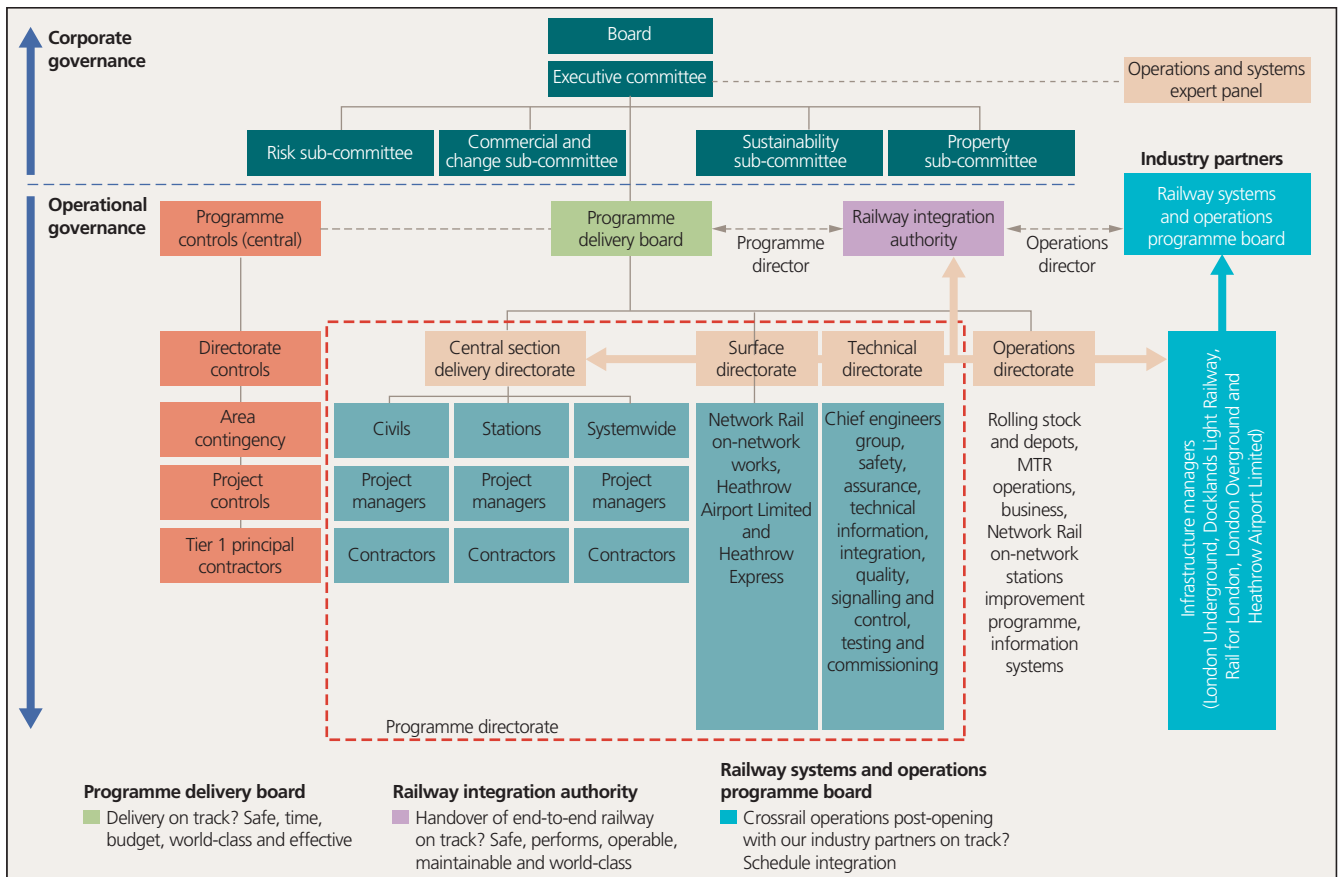 Corporate
governance
Board
Executive committee
Operations and systems
expert panel
Risk sub-committee
Commercial and
change sub-committee
Sustainability
sub-committee
Property
sub-committee
Industry partners
Operational
governance
Programme
controls (central)
Programme
delivery board
Programme
director
Railway integration
authority
Operations
director
Railway systems
and operations
programme board
Directorate
controls
Area
contingency
Project
controls
Tier 1 principal
contractors
Central section
delivery directorate
Surface
directorate
Technical
directorate
Operations
directorate
Civils
Stations
Systemwide
Project
managers
Project
managers
Project
managers
Contractors
Contractors
Contractors
Network Rail
on-network
works,
Heathrow
Airport Limited
and
Heathrow
Express
Chief engineers
group,
safety,
assurance,
technical
information,
integration,
quality,
signalling and
control,
testing and
commissioning
Rolling stock
and depots,
MTR
operations,
business,
Network Rail
on-network
stations
improvement
programme,
information
systems
Infrastructure managers
(London Underground, Docklands Light Railway,
Rail for London, London Overground and
Heathrow Airport Limited)
Programme directorate
Programme delivery board
Delivery on track? Safe, time,
budget, world-class and effective
Railway integration authority
Handover of end-to-end railway
on track? Safe, performs, operable,
maintainable and world-class
Railway systems and operations
programme board
Crossrail operations post-opening
with our industry partners on track?
Schedule integration